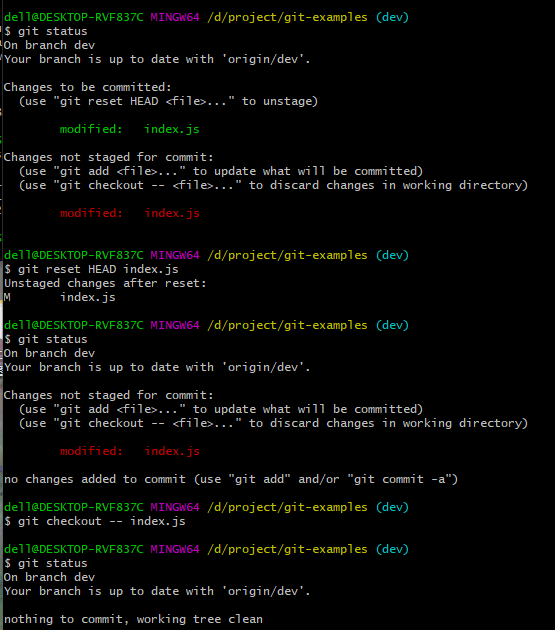 dell@DESKTOP-RVF837C MINGW64 /d/project/git-examples (dev)
$ git status
On branch dev
Your branch is up to date with 'origin/dev'.

Changes to be committed:
  (use "git reset HEAD <file>..." to unstage)

        modified:   index.js

Changes not staged for commit:
  (use "git add <file>..." to update what will be committed)
  (use "git checkout -- <file>..." to discard changes in working directory)

        modified:   index.js

dell@DESKTOP-RVF837C MINGW64 /d/project/git-examples (dev)
$ git reset HEAD index.js
Unstaged changes after reset:
M       index.js

dell@DESKTOP-RVF837C MINGW64 /d/project/git-examples (dev)
$ git status
On branch dev
Your branch is up to date with 'origin/dev'.

Changes not staged for commit:
  (use "git add <file>..." to update what will be committed)
  (use "git checkout -- <file>..." to discard changes in working directory)

        modified:   index.js

no changes added to commit (use "git add" and/or "git commit -a")

dell@DESKTOP-RVF837C MINGW64 /d/project/git-examples (dev)
$ git checkout -- index.js

dell@DESKTOP-RVF837C MINGW64 /d/project/git-examples (dev)
$ git status
On branch dev
Your branch is up to date with 'origin/dev'.

nothing to commit, working tree clean